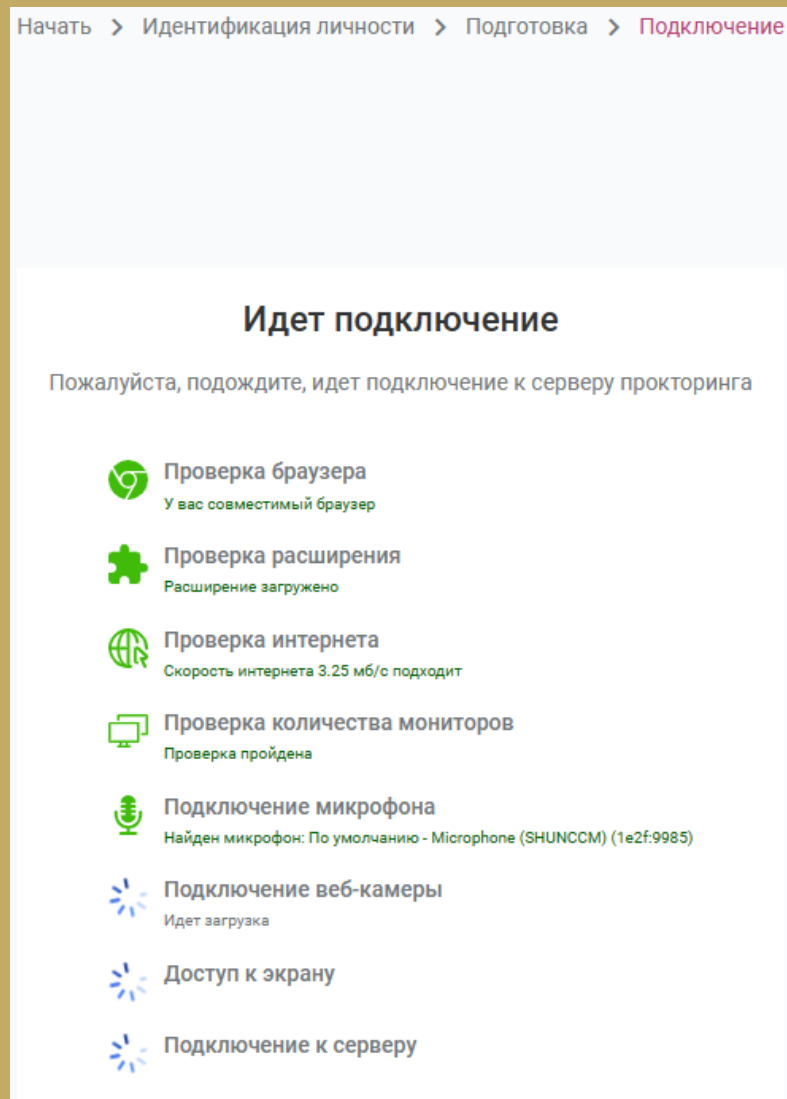 Начать > Идентификация личности > Подготовка > Подключение
Идет подключение
Пожалуйста, подождите, идет подключение к серверу прокторинга
Проверка браузера
У вас совместимый браузер
Проверка расширения
Расширение загружено
Проверка интернета
Скорость интернета 3.25 мб/с подходит
Проверка количества мониторов
Проверка пройдена
Подключение микрофона
Найден микрофон: По умолчанию - Microphone (SHUNCCM) (1e2f:9985)
Подключение веб-камеры
Идет загрузка
Доступ к экрану
Подключение к серверу